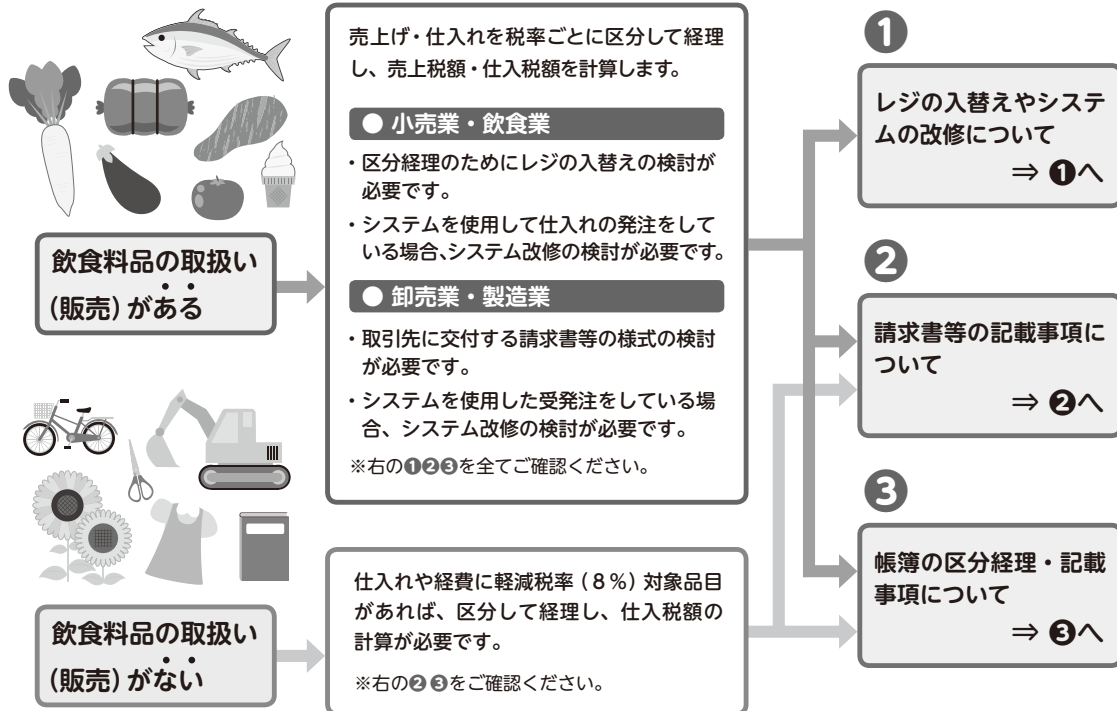 飲食料品の取扱い
(販売)がある
売上げ・仕入れを税率ごとに区分して経理
し、売上税額・仕入税額を計算します。
● 小売業・飲食業
・区分経理のためにレジの入替えの検討が
必要です。
・システムを使用して仕入れの発注をして
いる場合、システム改修の検討が必要です。
● 卸売業・製造業
・取引先に交付する請求書等の様式の検討
が必要です。
・システムを使用した受発注をしている場
合、システム改修の検討が必要です。
※右の❶❷❸を全てご確認ください。
飲食料品の取扱い
(販売)がない
仕入れや経費に軽減税率(8%)対象品目
があれば、区分して経理し、仕入税額の
計算が必要です。
※右の❷❸をご確認ください。
❶
レジの入替えやシステ
ムの改修について
⇒ ❶へ
❷
請求書等の記載事項に
ついて
⇒ ❷へ
❸
帳簿の区分経理・記載
事項について
⇒ ❸へ